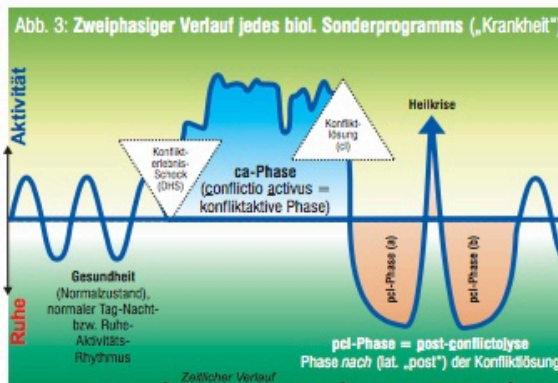 Abb. 3: Zweiphasiger Verlauf jedes biol. Sonderprogramms („Krankheit“)
Aktivität
Ruhe
Konflikt-
erlebnis-
Schock
(DHS)
ca-Phase
(conflictio activus =
konfliktaktive Phase)
Konflikt-
lösung
(cl)
Heilkrise
Gesundheit
(Normalzustand),
normaler Tag-Nacht-
bzw. Ruhe-
Aktivitäts-
Rhythmus
pcl-Phase (a)
pcl-Phase (b)
pcl-Phase = post-conflictolyse
Phase nach (lat. „post“) der Konfliktlösung
Zeitlicher Verlauf